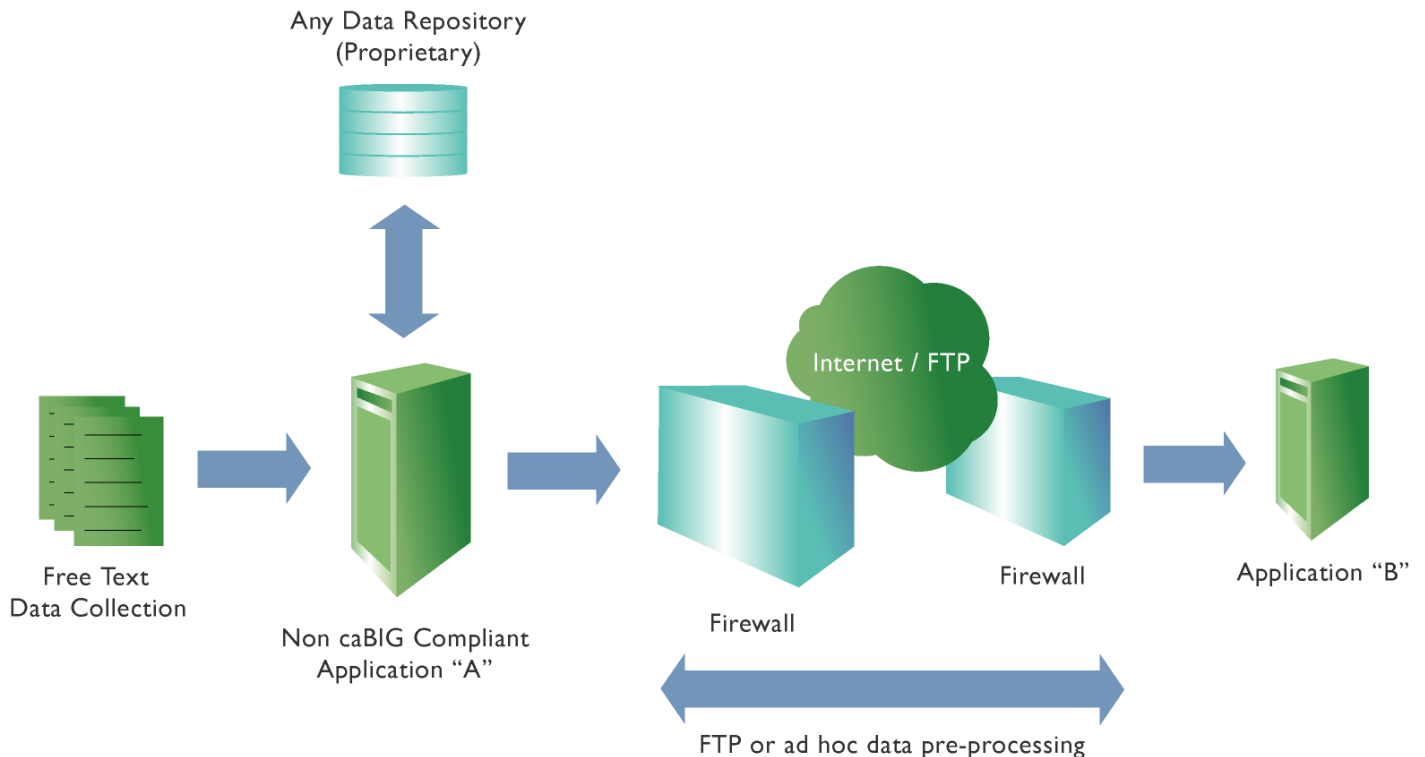 Any Data Repository
(Proprietary)
Internet / FTP
Free Text
Data Collection
Non caBIG Compliant
Application “A”
Firewall
Firewall
Application “B”
FTP or ad hoc data pre-processing